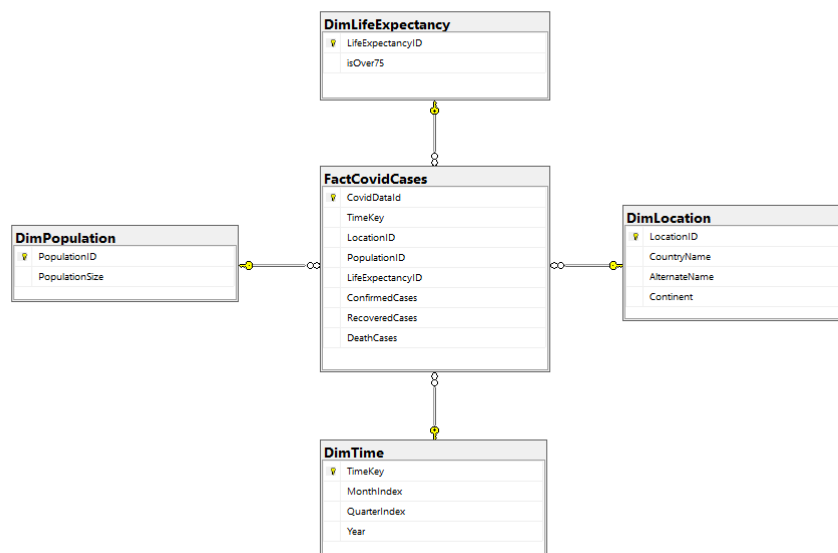 DimLifeExpectancy
LifeExpectancyID
isOver75
FactCovidCases
CovidDataId
TimeKey
LocationID
PopulationID
LifeExpectancyID
ConfirmedCases
RecoveredCases
DeathCases
DimPopulation
PopulationID
PopulationSize
DimLocation
LocationID
CountryName
AlternateName
Continent
DimTime
TimeKey
MonthIndex
QuarterIndex
Year